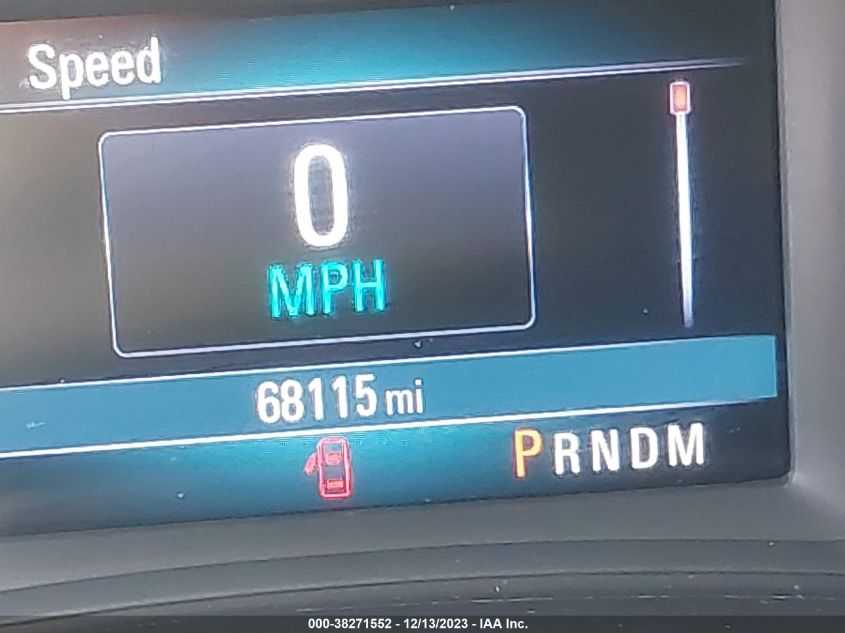 Speed
0
MPH
68115 mi
PRNDM
000-38271552 - 12/13/2023 - IAA Inc.